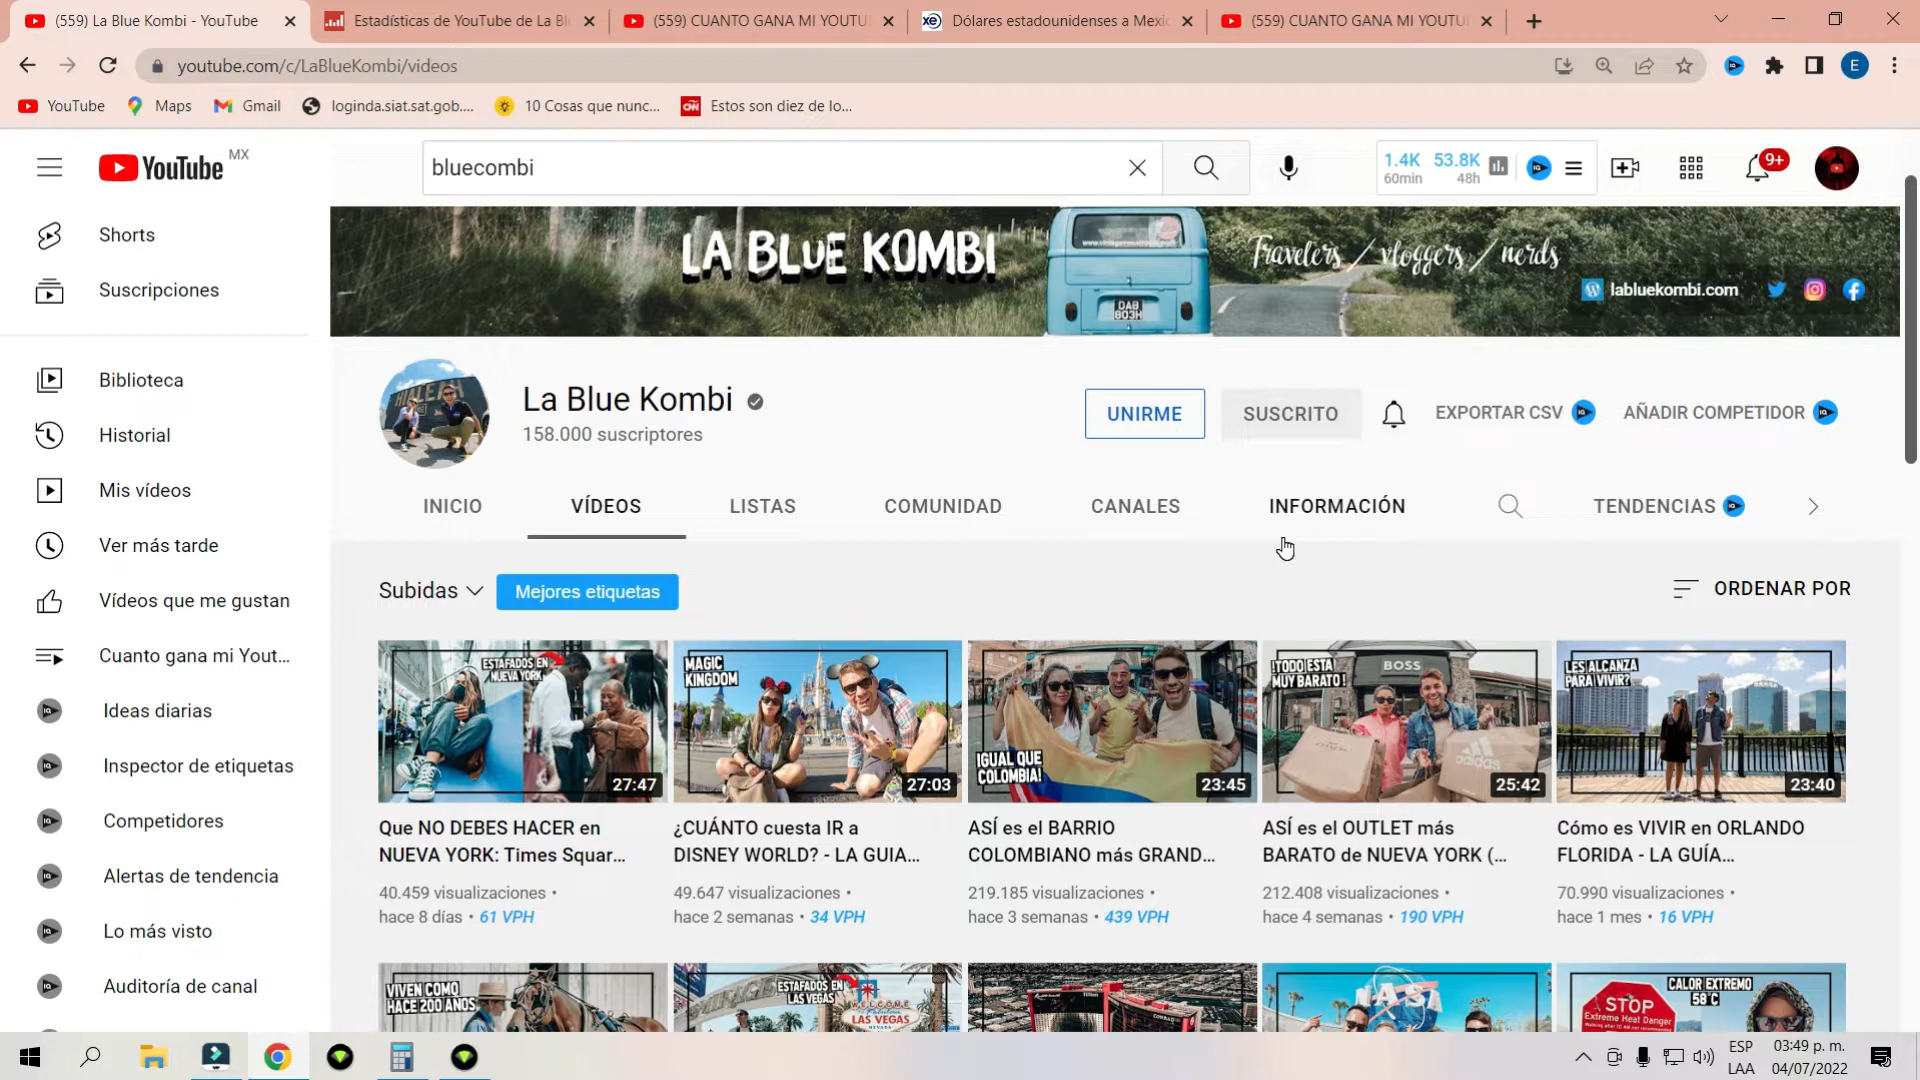 (559) La Blue Kombi - YouTube
Estadísticas de YouTube de La Bl
(559) CUANTO GANA MI YOUTU
Dólares estadounidenses a Mexic
(559) CUANTO GANA MI YOUTU
youtube.com/c/LaBlueKombi/videos
E
YouTube
Maps
Gmail
loginda.siat.sat.gob....
10 Cosas que nunc...
Estos son diez de lo...
YouTube MX
bluecombi
1.4K 53.8K
60min 48h
9+
Shorts
Suscripciones
Biblioteca
Historial
Mis vídeos
Ver más tarde
Vídeos que me gustan
Cuanto gana mi Yout...
Ideas diarias
Inspector de etiquetas
Competidores
Alertas de tendencia
Lo más visto
Auditoría de canal
LA BLUE KOMBI
DAB 803H
Travelers / vloggers / nerds
labluekombi.com
HIALEAH
La Blue Kombi
158.000 suscriptores
UNIRME
SUSCRITO
EXPORTAR CSV
AÑADIR COMPETIDOR
INICIO
VÍDEOS
LISTAS
COMUNIDAD
CANALES
INFORMACIÓN
TENDENCIAS
Subidas
Mejores etiquetas
ORDENAR POR
ESTAFADOS EN
NUEVA YORK
27:47
MAGIC
KINGDOM
27:03
IGUAL QUE
COLOMBIA!
23:45
¡TODO ESTA
MUY BARATO!
BOSS
adidas
25:42
LES ALCANZA
PARA VIVIR?
23:40
Que NO DEBES HACER en
NUEVA YORK: Times Squar...
40.459 visualizaciones •
hace 8 días • 61 VPH
¿CUÁNTO cuesta IR a
DISNEY WORLD? - LA GUIA...
49.647 visualizaciones •
hace 2 semanas • 34 VPH
ASÍ es el BARRIO
COLOMBIANO más GRAND...
219.185 visualizaciones •
hace 3 semanas • 439 VPH
ASÍ es el OUTLET más
BARATO de NUEVA YORK (...
212.408 visualizaciones •
hace 4 semanas • 190 VPH
Cómo es VIVIR en ORLANDO
FLORIDA - LA GUÍA...
70.990 visualizaciones •
hace 1 mes • 16 VPH
VIVEN COMO
HACE 200 AÑOS
ESTAFADOS EN
LAS VEGAS
WELCOME
LAS VEGAS
NEVADA
NASA
STOP
Extreme Heat Danger
CALOR EXTREMO
58°C
ESP
LAA
03:49 p. m.
04/07/2022